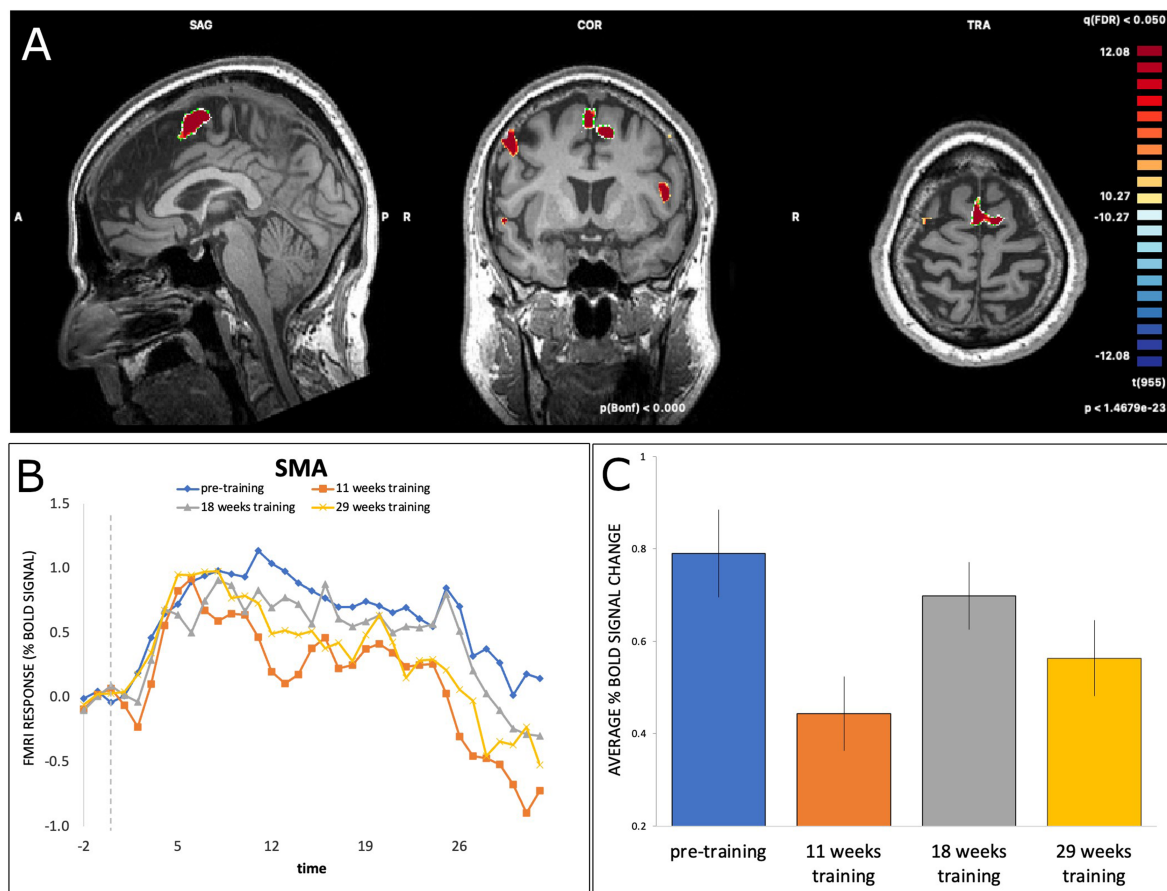 A
SAG
COR
TRA
q(FDR) < 0.050
12.08
10.27
-10.27
-12.08
A
P
R
R
t(955)
p(Bonf) < 0.000
p < 1.4679e-23
B
SMA
pre-training
11 weeks training
18 weeks training
29 weeks training
FMRI RESPONSE (% BOLD SIGNAL)
1.5
1.0
0.5
0.0
-0.5
-1.0
-2
5
12
19
26
time
C
AVERAGE % BOLD SIGNAL CHANGE
1
0.8
0.6
0.4
0.2
pre-training
11 weeks
training
18 weeks
training
29 weeks
training